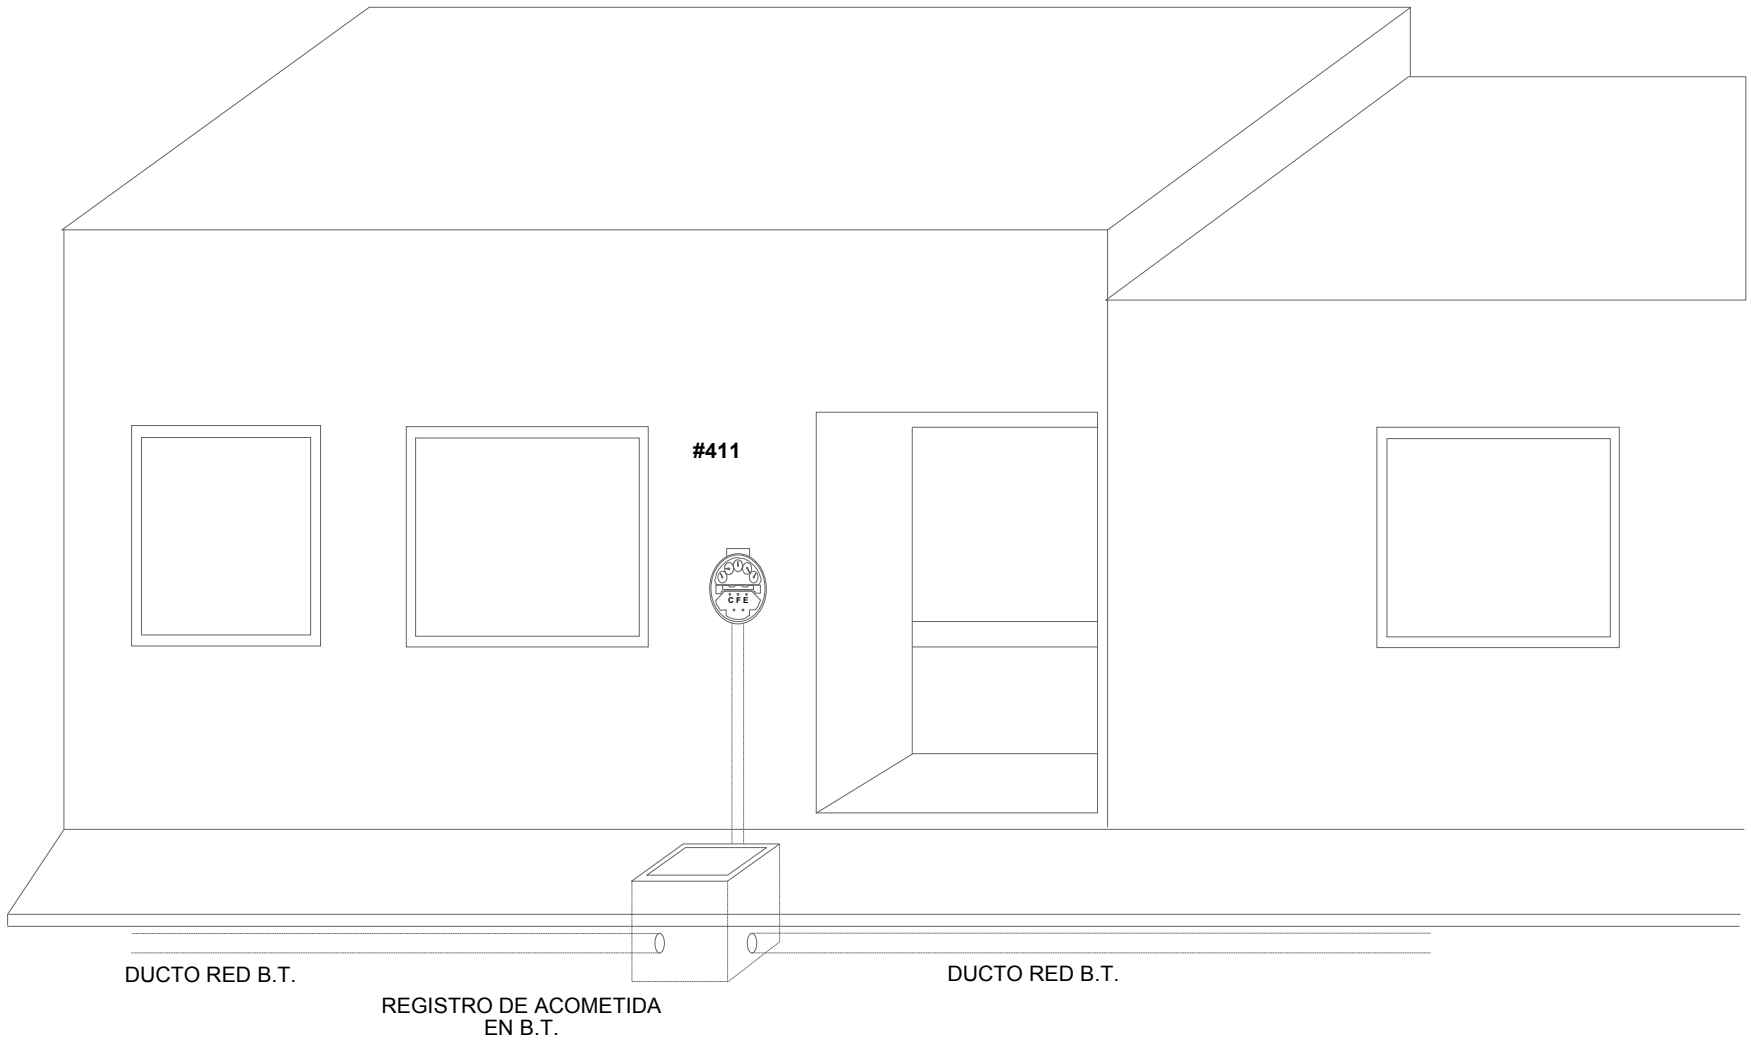 #411
CFE
DUCTO RED B.T.
DUCTO RED B.T.
REGISTRO DE ACOMETIDA
EN B.T.